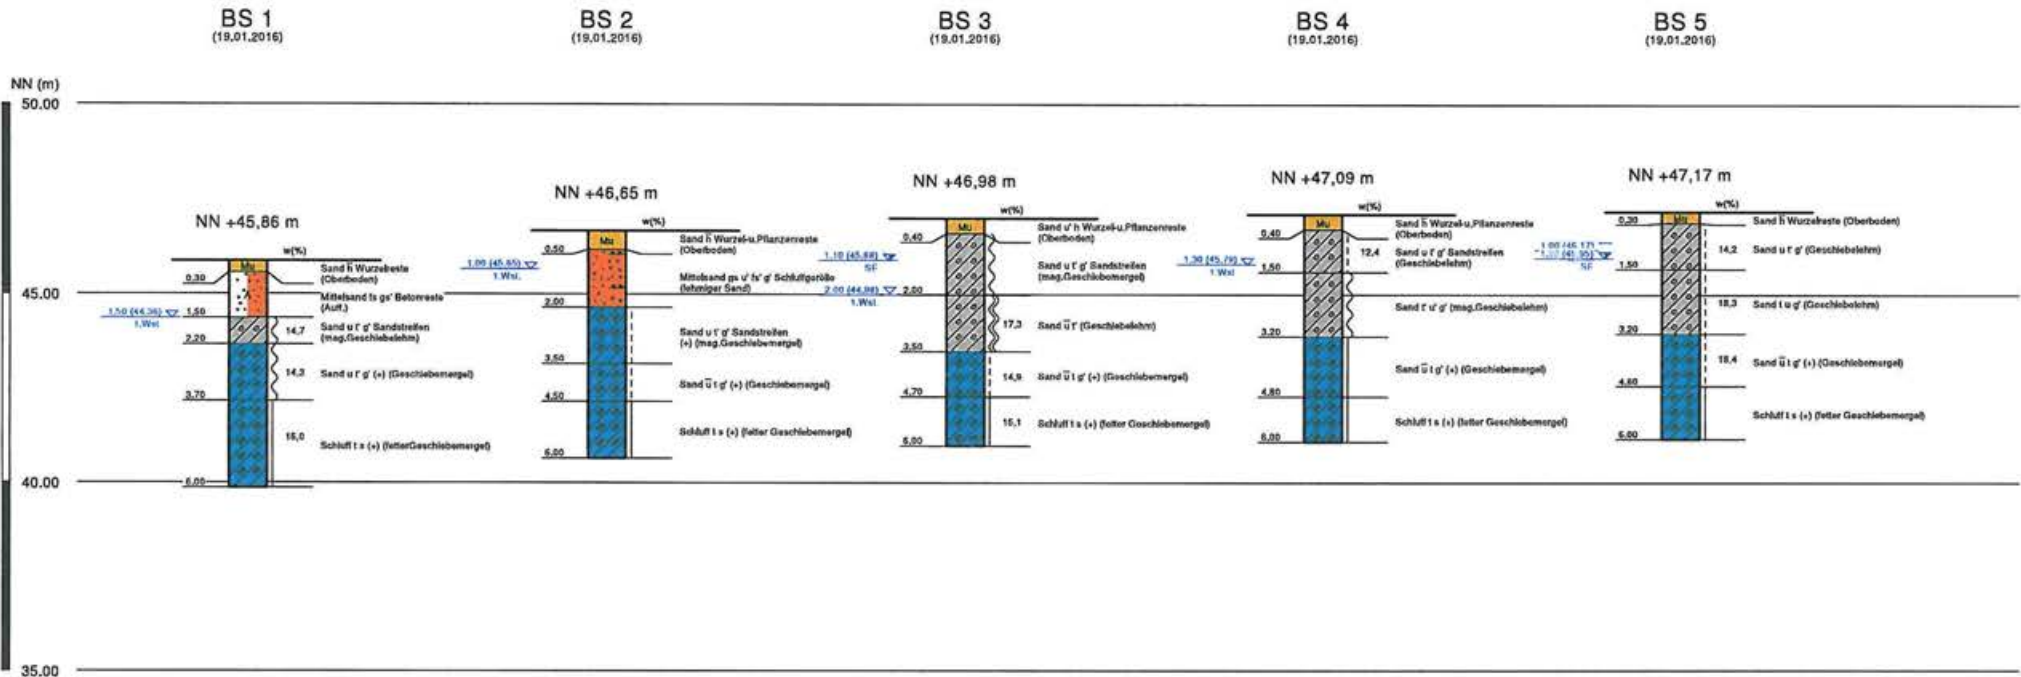 BS 1
(19.01.2016)
BS 2
(19.01.2016)
BS 3
(19.01.2016)
BS 4
(19.01.2016)
BS 5
(19.01.2016)
NN (m)
50.00
45.00
40.00
35.00
NN +45,86 m
w(%)
Mu
0,30
Sand h̅ Wurzelreste
(Oberboden)
A
Mittelsand fs gs' Betonreste
(Auff.)
1,50 (44,36)
1.Wst
1,50
14,7
Sand u t' g' Sandstreifen
(mag.Geschiebelehm)
2,20
14,3
Sand u t' g' (+) (Geschiebemergel)
3,70
16,0
Schluff t s (+) (fetter Geschiebemergel)
6,00
NN +46,65 m
w(%)
Mu
0,50
Sand h̅ Wurzel-u.Pflanzenreste
(Oberboden)
1,00 (45,65)
1.Wst.
Mittelsand gs u' fs' g' Schluffgerölle
(lehmiger Sand)
2,00
Sand u t' g' Sandstreifen
(+) (mag.Geschiebemergel)
3,50
Sand u̅ t g' (+) (Geschiebemergel)
4,50
Schluff t s (+) (fetter Geschiebemergel)
6,00
NN +46,98 m
w(%)
Mu
0,40
Sand u' h Wurzel-u.Pflanzenreste
(Oberboden)
1,10 (45,88)
SF
Sand u t' g' Sandstreifen
(mag.Geschiebemergel)
2,00 (44,98)
1.Wst.
2,00
17,3
Sand u̅ t' (Geschiebelehm)
3,50
14,9
Sand u̅ t g' (+) (Geschiebemergel)
4,70
15,1
Schluff t s (+) (fetter Geschiebemergel)
6,00
NN +47,09 m
w(%)
Mu
0,40
Sand h̅ Wurzel-u.Pflanzenreste
(Oberboden)
12,4
Sand u t' g' Sandstreifen
(Geschiebelehm)
1,30 (45,79)
1.Wst
1,50
Sand t' u' g' (mag.Geschiebelehm)
3,20
Sand u̅ t g' (+) (Geschiebemergel)
4,80
Schluff t s (+) (fetter Geschiebemergel)
6,00
NN +47,17 m
w(%)
Mu
0,30
Sand h̅ Wurzelreste (Oberboden)
1,00 (46,17)
SF
14,2
Sand u t' g' (Geschiebelehm)
1,50
18,3
Sand t u g' (Geschiebelehm)
3,20
18,4
Sand u̅ t g' (+) (Geschiebemergel)
4,60
Schluff t s (+) (fetter Geschiebemergel)
6,00